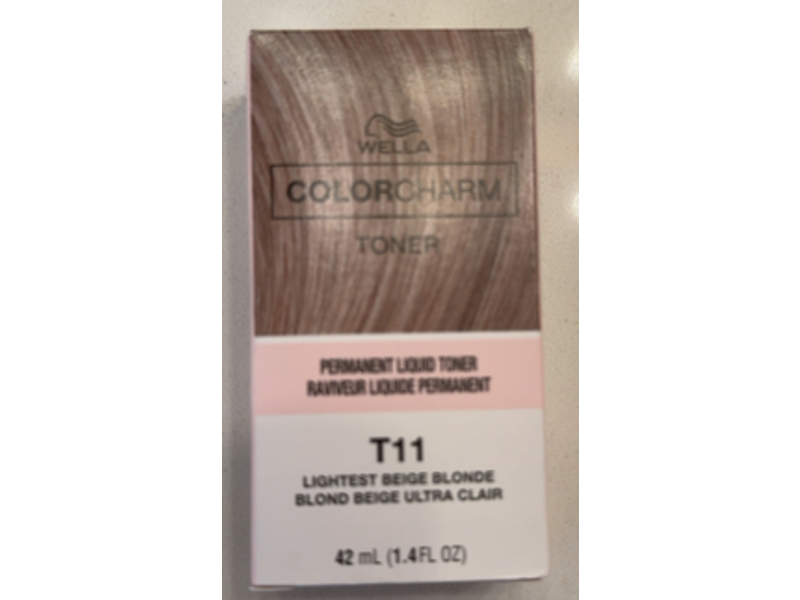 WELLA
COLORCHARM
TONER
PERMANENT LIQUID TONER
RAVIVEUR LIQUIDE PERMANENT
T11
LIGHTEST BEIGE BLONDE
BLOND BEIGE ULTRA CLAIR
42 mL (1.4FL OZ)